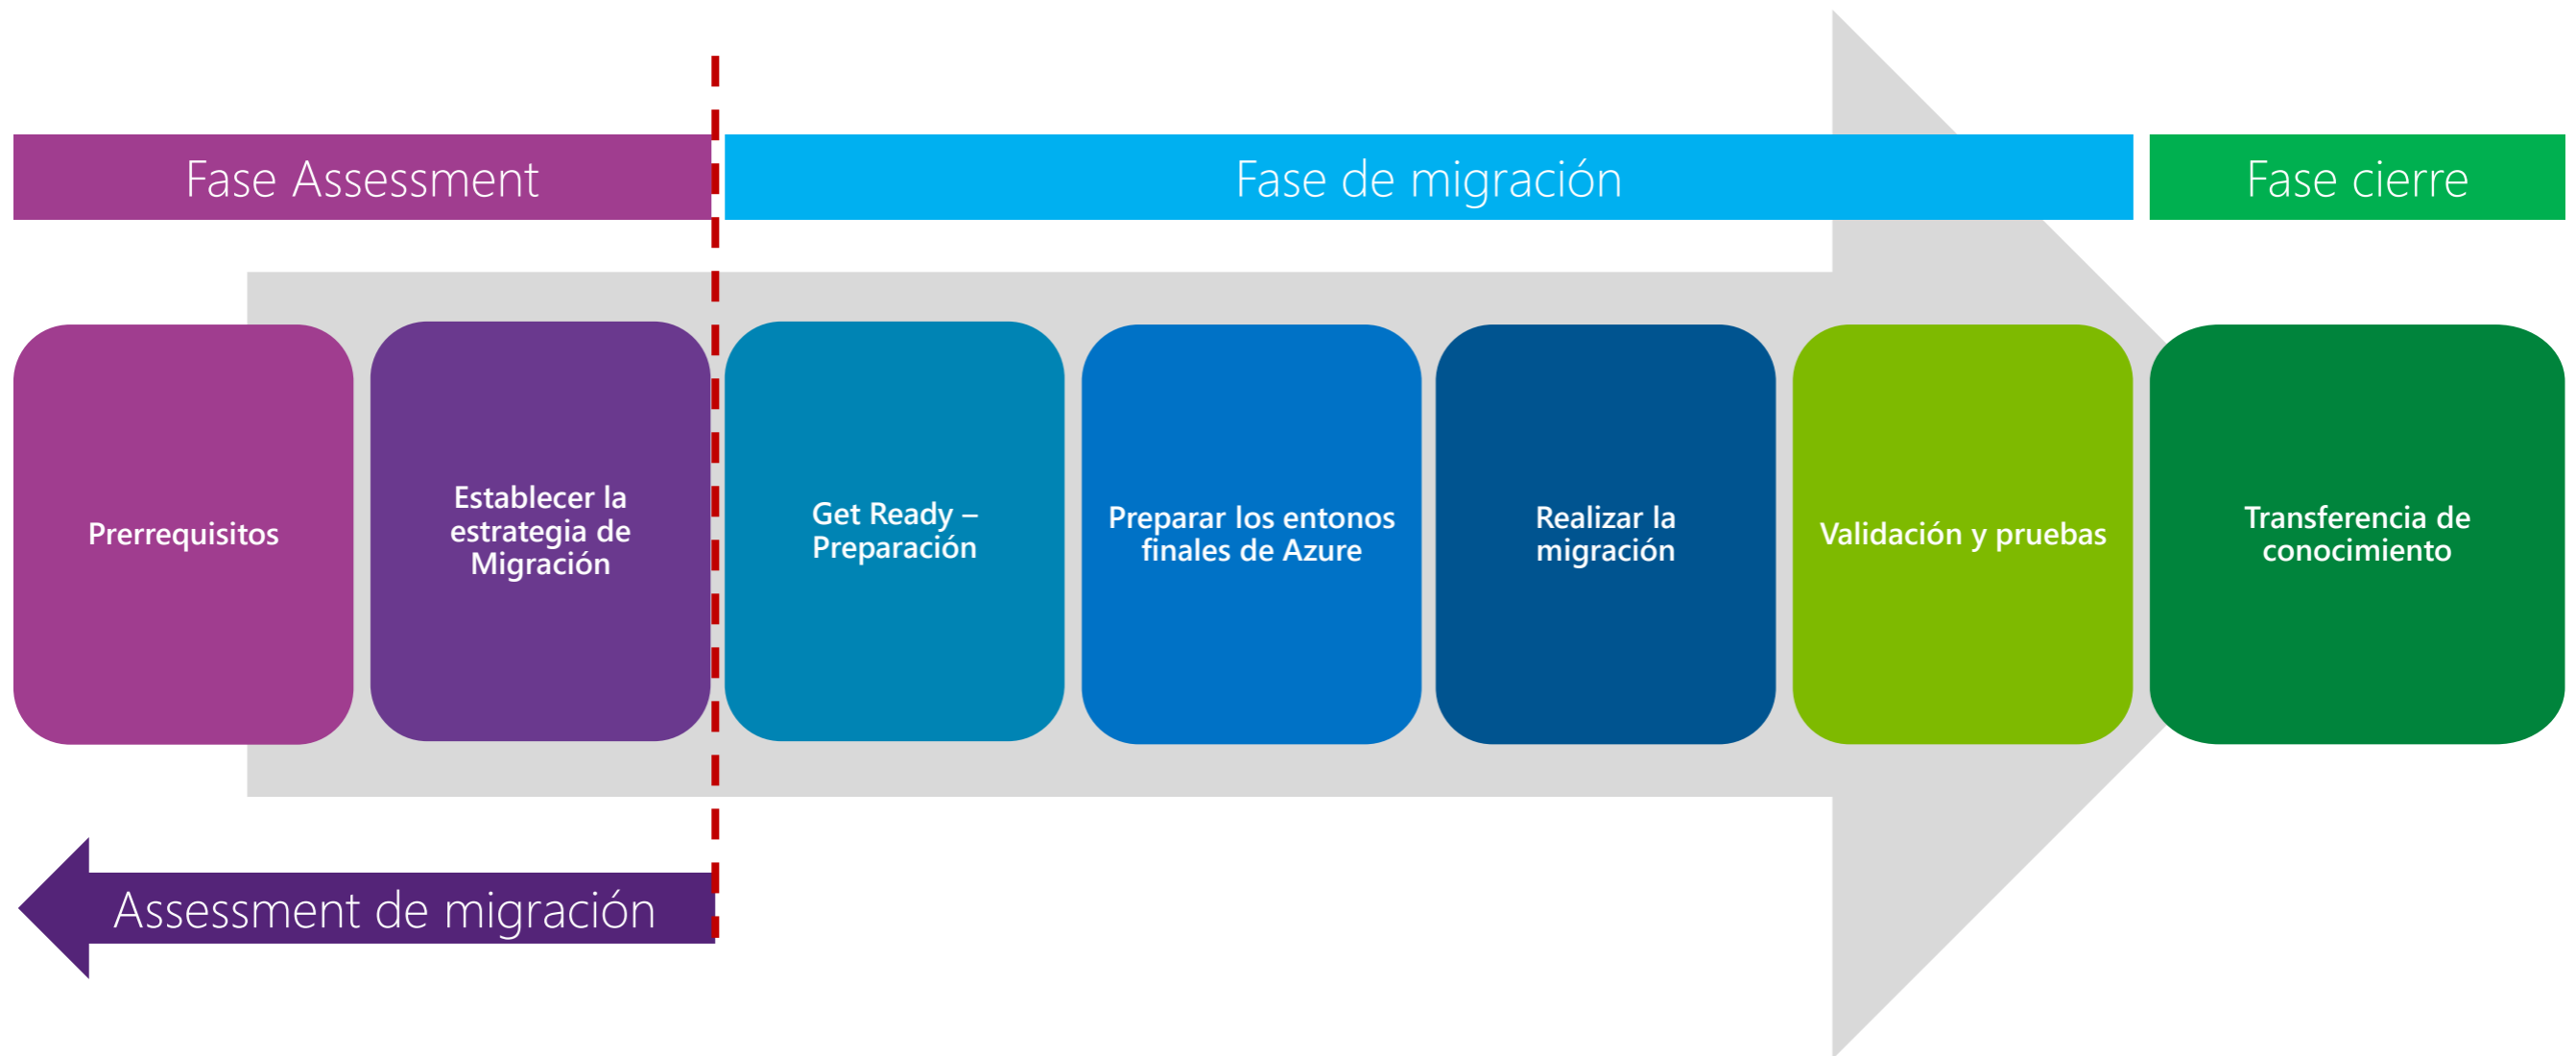 Fase Assessment
Fase de migración
Fase cierre
Prerrequisitos
Establecer la
estrategia de
Migración
Get Ready –
Preparación
Preparar los entonos
finales de Azure
Realizar la
migración
Validación y pruebas
Transferencia de
conocimiento
Assessment de migración